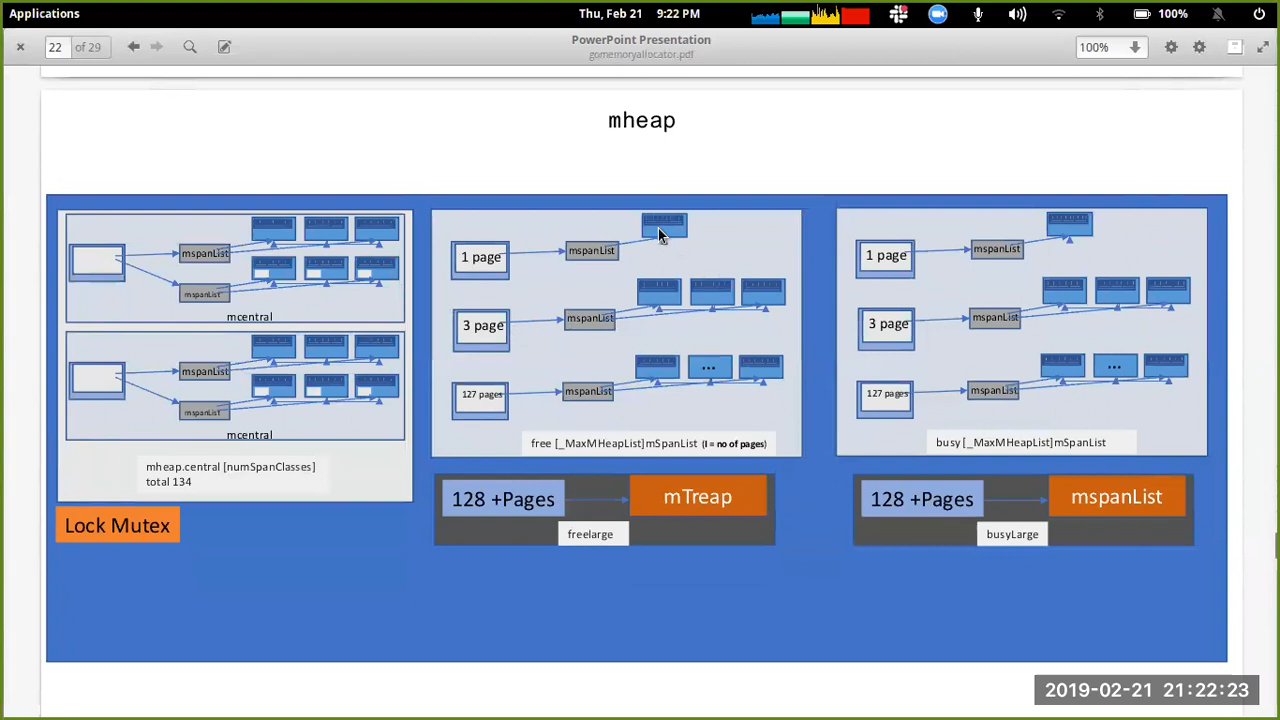 Applications
Thu, Feb 21 9:22 PM
100%
22 of 29
PowerPoint Presentation
gomemoryallocator.pdf
100%
mheap
mspanList
mspanList
mcentral
mspanList
mspanList
mcentral
mheap.central [numSpanClasses]
total 134
Lock Mutex
1 page
mspanList
3 page
mspanList
127 pages
mspanList
...
free [_MaxMHeapList]mSpanList (I = no of pages)
128 +Pages
mTreap
freelarge
1 page
mspanList
3 page
mspanList
127 pages
mspanList
...
busy [_MaxMHeapList]mSpanList
128 +Pages
mspanList
busyLarge
2019-02-21 21:22:23